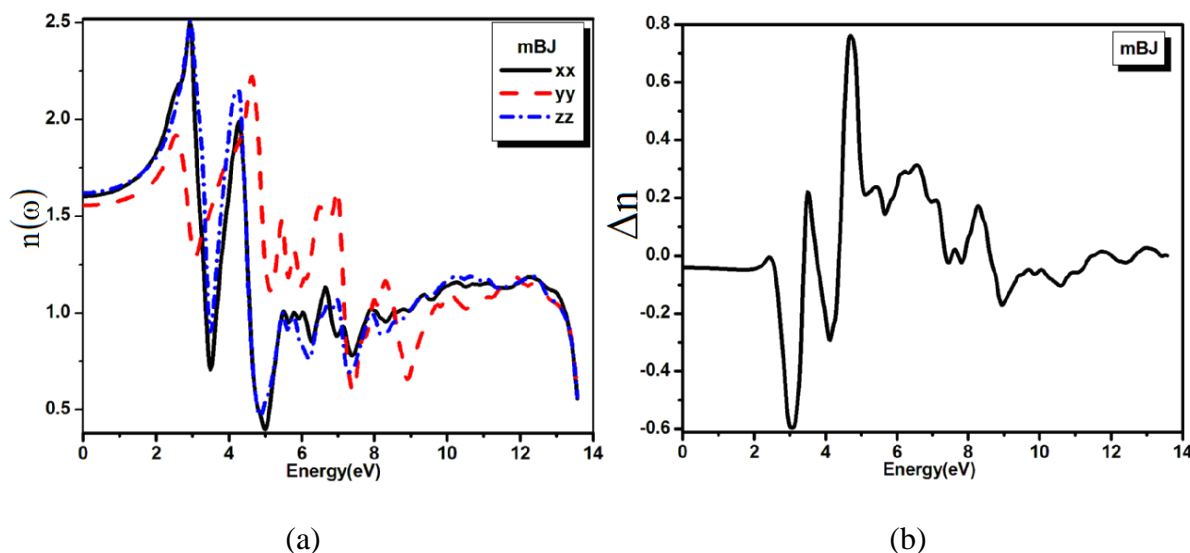 2.5
2.0
1.5
1.0
0.5
n(ω)
mBJ
xx
yy
zz
0 2 4 6 8 10 12 14
Energy(eV)
(a)
(b)
0.8
0.6
0.4
0.2
0.0
-0.2
-0.4
-0.6
Δn
mBJ
0 2 4 6 8 10 12 14
Energy(eV)
(b)